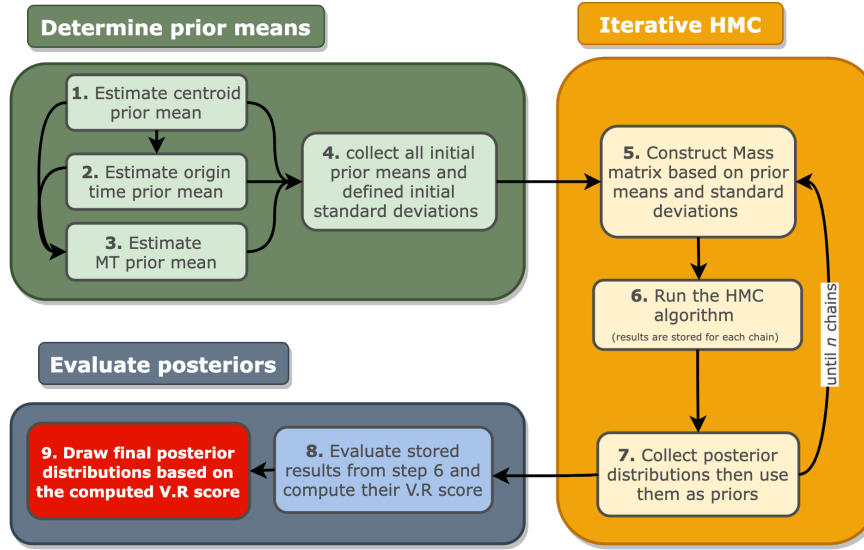 Determine prior means
1. Estimate centroid
prior mean
2. Estimate origin
time prior mean
3. Estimate
MT prior mean
4. collect all initial
prior means and
defined initial
standard deviations
Iterative HMC
5. Construct Mass
matrix based on prior
means and standard
deviations
6. Run the HMC
algorithm
(results are stored for each chain)
until n chains
7. Collect posterior
distributions then use
them as priors
Evaluate posteriors
8. Evaluate stored
results from step 6 and
compute their V.R score
9. Draw final posterior
distributions based on
the computed V.R score